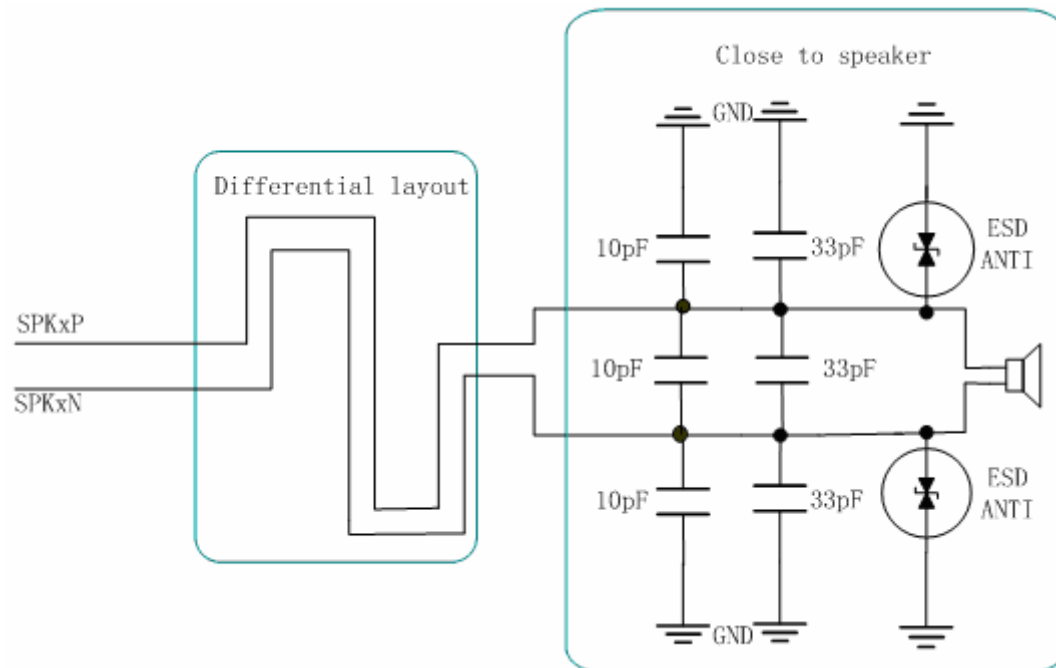 Close to speaker
GND
Differential layout
10pF
33pF
ESD
ANTI
SPKxP
10pF
33pF
SPKxN
10pF
33pF
ESD
ANTI
GND